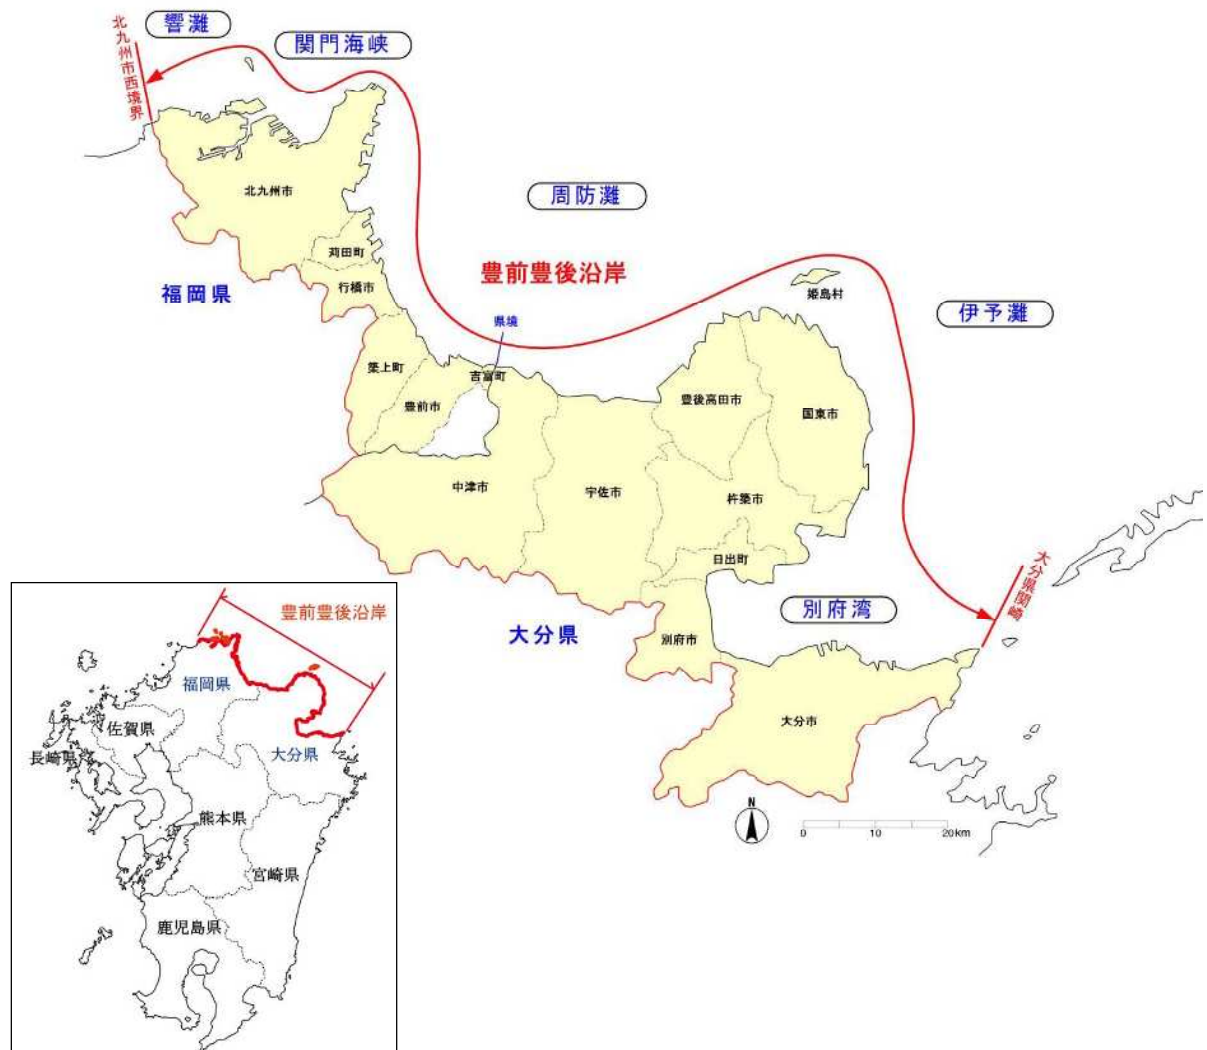 響灘
関門海峡
北九州市西境界
周防灘
北九州市
苅田町
豊前豊後沿岸
行橋市
福岡県
姫島村
伊予灘
県境
築上町
吉富町
豊前市
豊後高田市
国東市
中津市
宇佐市
杵築市
日出町
大分県関崎
別府湾
大分県
別府市
大分市
N
0 10 20km
豊前豊後沿岸
福岡県
佐賀県
長崎県
大分県
熊本県
宮崎県
鹿児島県